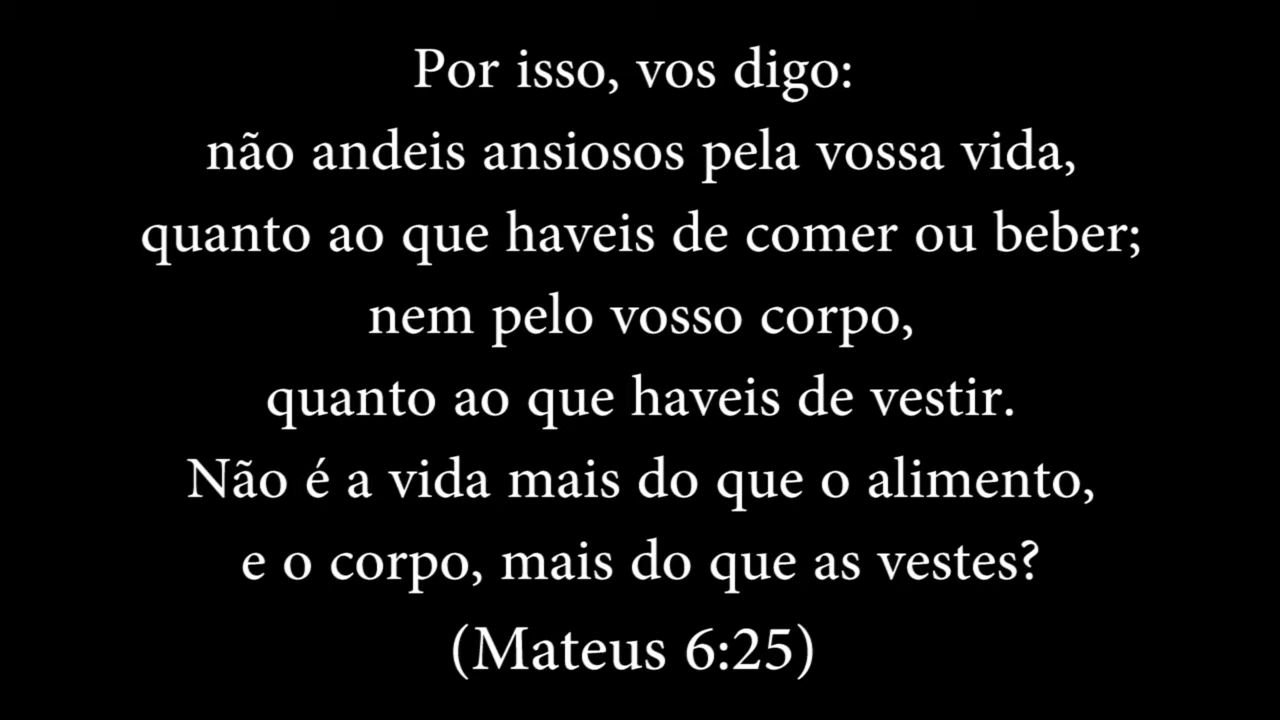 Por isso, vos digo:
não andeis ansiosos pela vossa vida,
quanto ao que haveis de comer ou beber;
nem pelo vosso corpo,
quanto ao que haveis de vestir.
Não é a vida mais do que o alimento,
e o corpo, mais do que as vestes?
(Mateus 6:25)